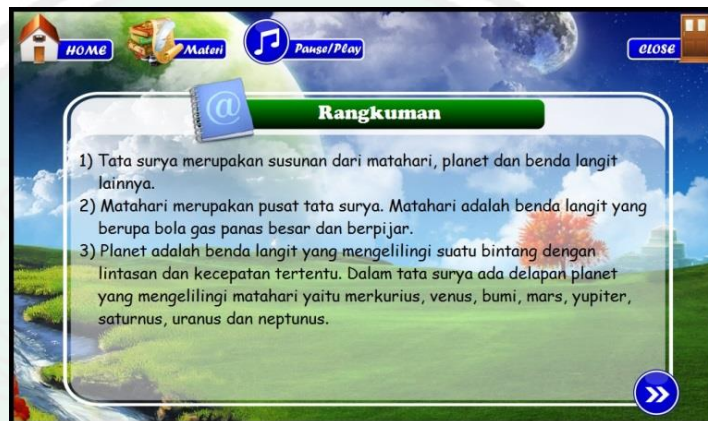 HOME
Materi
Pause/Play
CLOSE
@
Rangkuman
1) Tata surya merupakan susunan dari matahari, planet dan benda langit
lainnya.
2) Matahari merupakan pusat tata surya. Matahari adalah benda langit yang
berupa bola gas panas besar dan berpijar.
3) Planet adalah benda langit yang mengelilingi suatu bintang dengan
lintasan dan kecepatan tertentu. Dalam tata surya ada delapan planet
yang mengelilingi matahari yaitu merkurius, venus, bumi, mars, yupiter,
saturnus, uranus dan neptunus.